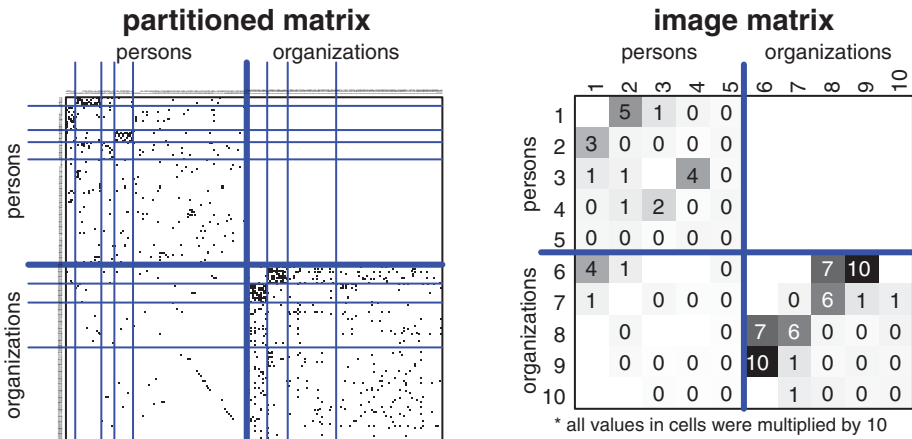 partitioned matrix
persons organizations
persons
organizations
image matrix
persons organizations
1 2 3 4 5 6 7 8 9 10
persons
organizations
1 5 1 0 0
2 3 0 0 0 0
3 1 1 4 0
4 0 1 2 0 0
5 0 0 0 0 0
6 4 1 0 7 10
7 1 0 0 0 0 6 1 1
8 0 0 7 6 0 0 0
9 0 0 0 0 10 1 0 0 0
10 0 0 0 1 0 0 0
* all values in cells were multiplied by 10